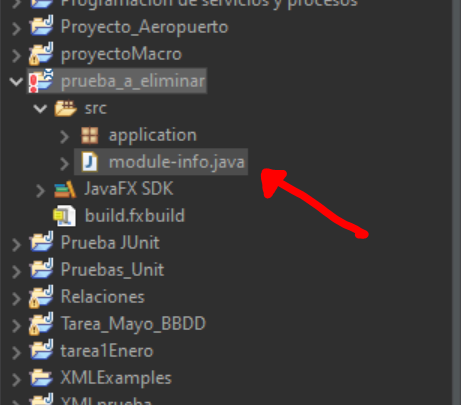 Programacion de servicios y procesos
Proyecto_Aeropuerto
proyectoMacro
prueba_a_eliminar
src
application
module-info.java
JavaFX SDK
build.fxbuild
Prueba JUnit
Pruebas_Unit
Relaciones
Tarea_Mayo_BBDD
tarea1Enero
XMLExamples
XMLprueba